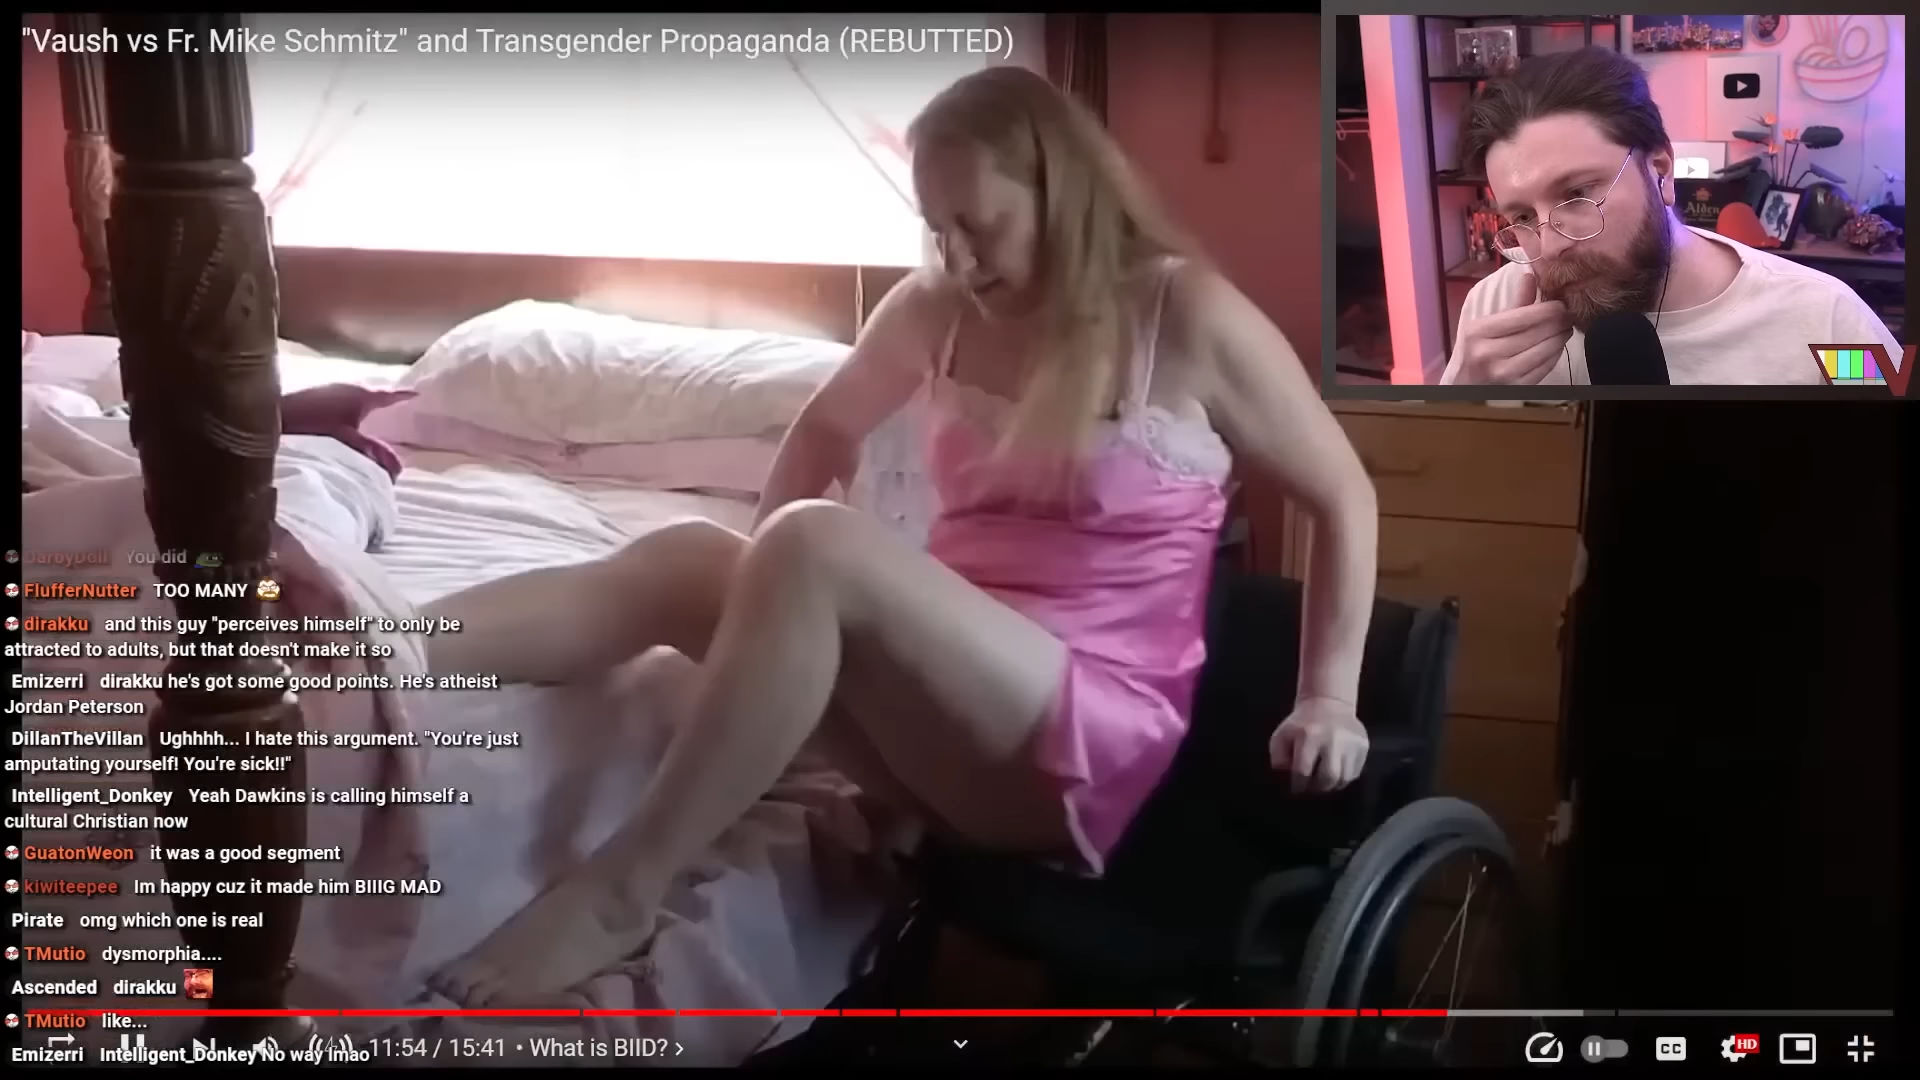 "Vaush vs Fr. Mike Schmitz" and Transgender Propaganda (REBUTTED)
DarbyDoll You did
FlufferNutter TOO MANY
dirakku and this guy "perceives himself" to only be
attracted to adults, but that doesn't make it so
Emizerri dirakku he's got some good points. He's atheist
Jordan Peterson
DillanTheVillan Ughhhh... I hate this argument. "You're just
amputating yourself! You're sick!!"
Intelligent_Donkey Yeah Dawkins is calling himself a
cultural Christian now
GuatonWeon it was a good segment
kiwiteepee Im happy cuz it made him BIIIG MAD
Pirate omg which one is real
TMutio dysmorphia....
Ascended dirakku
TMutio like...
Emizerri Intelligent_Donkey No way lmao
11:54 / 15:41 • What is BIID? >
CC
HD
Alden
V